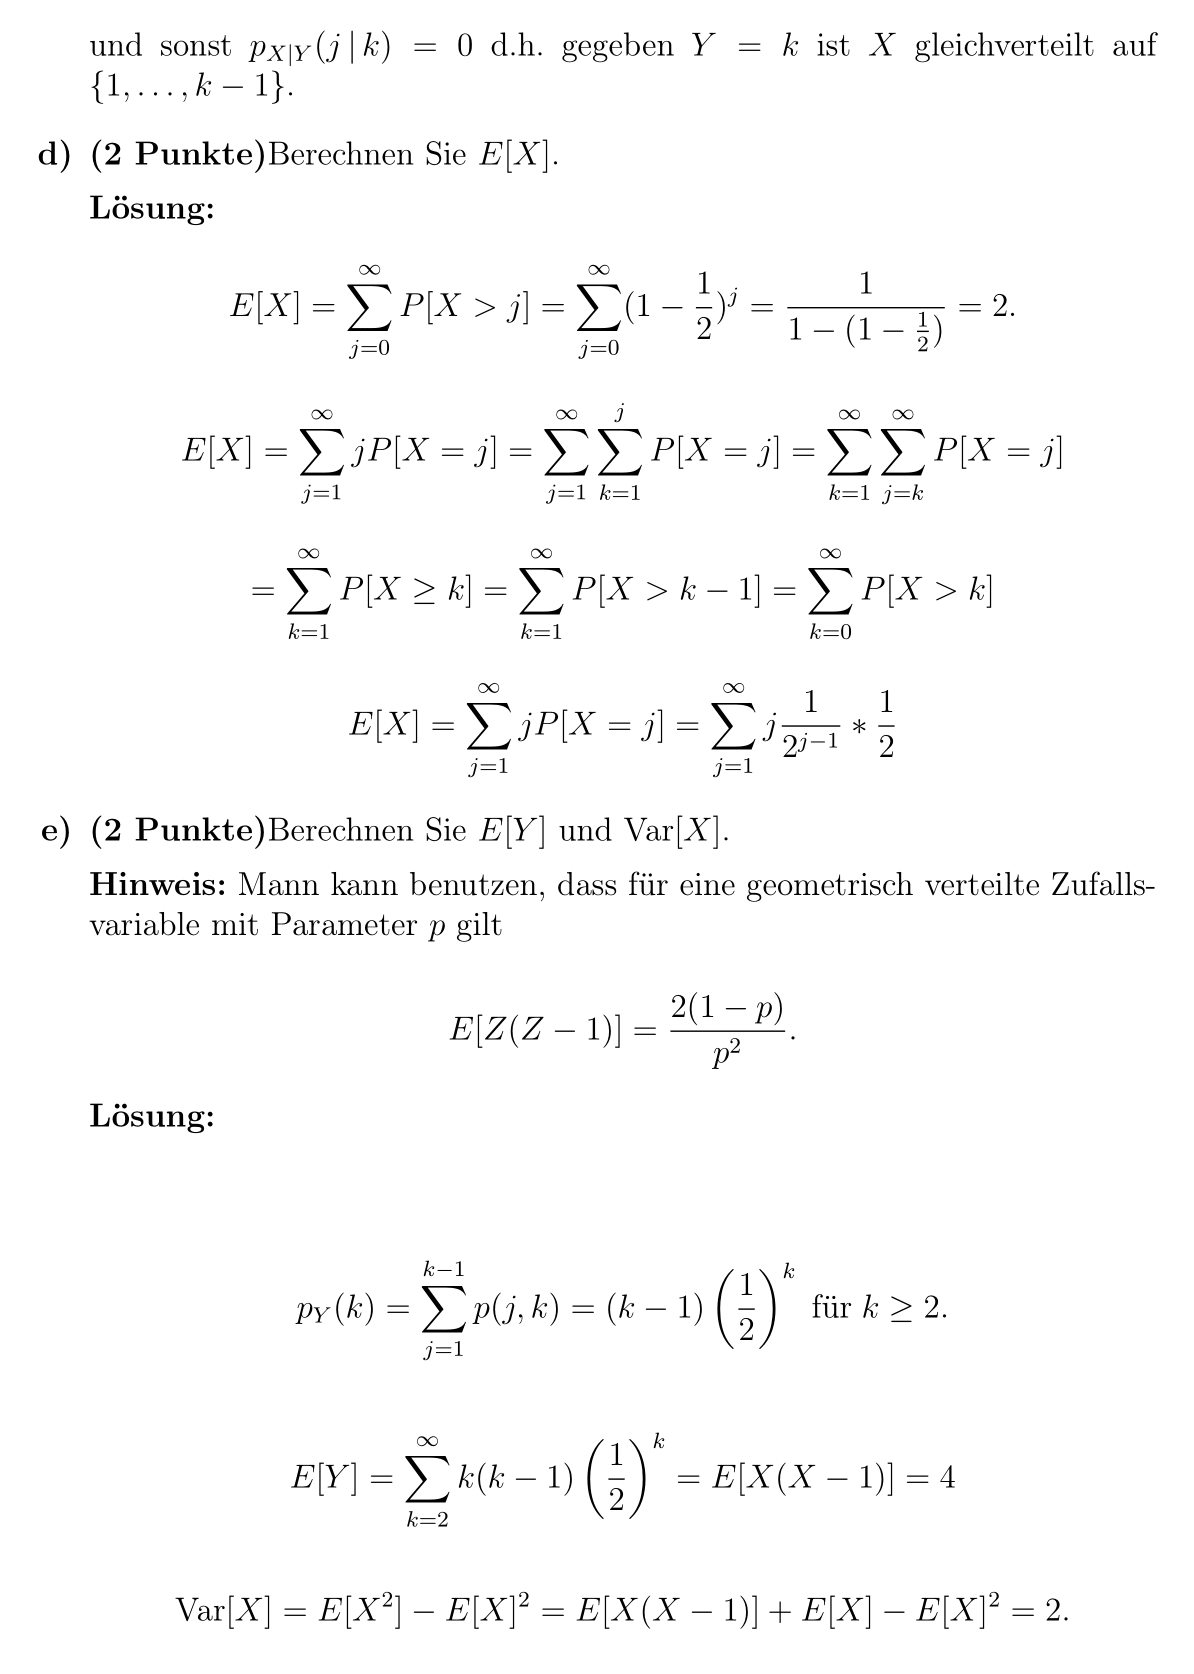 und sonst $p_{X|Y}(j \mid k) = 0$ d.h. gegeben $Y = k$ ist $X$ gleichverteilt auf
$\{1, \ldots, k-1\}$.
d) (2 Punkte)Berechnen Sie $E[X]$.
Lösung:
$E[X] = \sum_{j=0}^{\infty} P[X > j] = \sum_{j=0}^{\infty} (1 - \frac{1}{2})^j = \frac{1}{1 - (1 - \frac{1}{2})} = 2.$
$E[X] = \sum_{j=1}^{\infty} jP[X = j] = \sum_{j=1}^{\infty} \sum_{k=1}^{j} P[X = j] = \sum_{k=1}^{\infty} \sum_{j=k}^{\infty} P[X = j]$
$= \sum_{k=1}^{\infty} P[X \geq k] = \sum_{k=1}^{\infty} P[X > k-1] = \sum_{k=0}^{\infty} P[X > k]$
$E[X] = \sum_{j=1}^{\infty} jP[X = j] = \sum_{j=1}^{\infty} j \frac{1}{2^{j-1}} * \frac{1}{2}$
e) (2 Punkte)Berechnen Sie $E[Y]$ und $\text{Var}[X]$.
Hinweis: Mann kann benutzen, dass für eine geometrisch verteilte Zufalls-
variable mit Parameter $p$ gilt
$E[Z(Z-1)] = \frac{2(1-p)}{p^2}.$
Lösung:
$p_Y(k) = \sum_{j=1}^{k-1} p(j,k) = (k-1) \left(\frac{1}{2}\right)^k \text{ für } k \geq 2.$
$E[Y] = \sum_{k=2}^{\infty} k(k-1) \left(\frac{1}{2}\right)^k = E[X(X-1)] = 4$
$\text{Var}[X] = E[X^2] - E[X]^2 = E[X(X-1)] + E[X] - E[X]^2 = 2.$